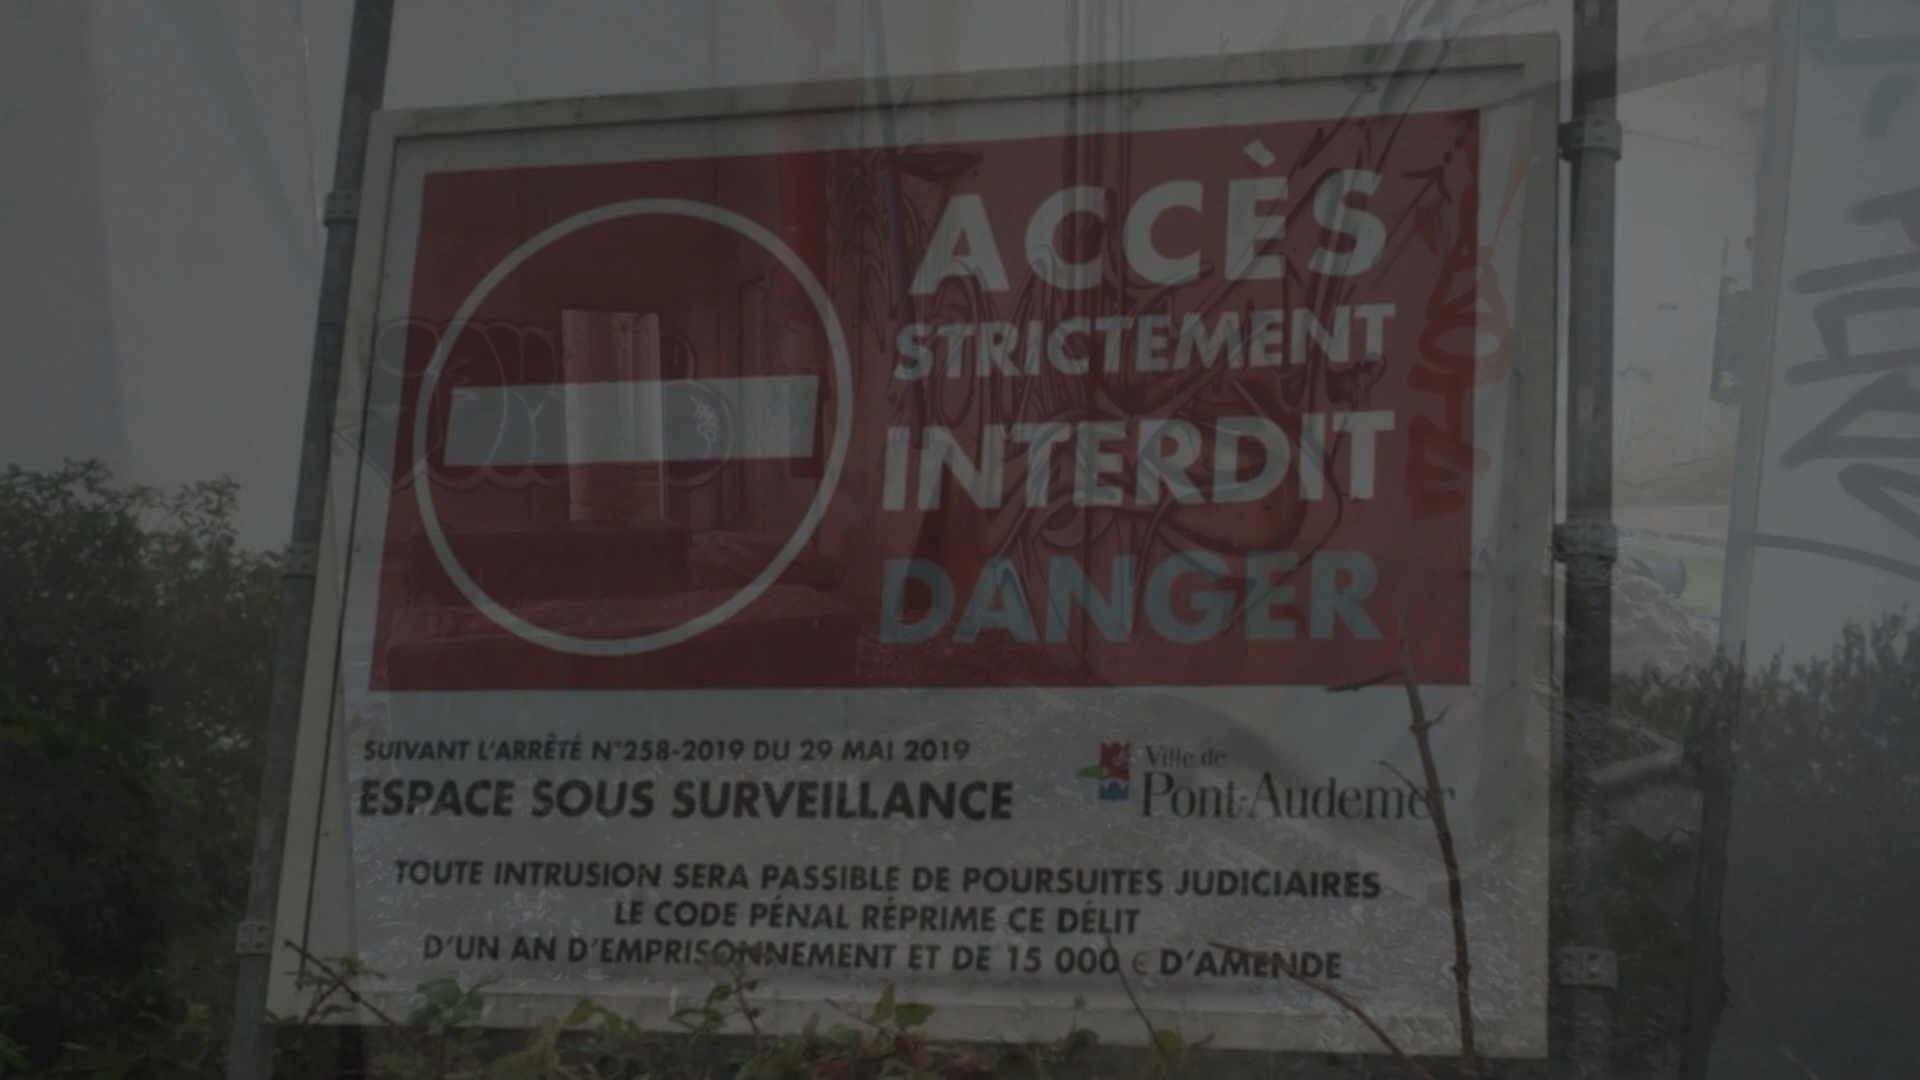 ACCÈS
STRICTEMENT
INTERDIT
DANGER
SUIVANT L'ARRÊTÉ N°258-2019 DU 29 MAI 2019
ESPACE SOUS SURVEILLANCE
Ville de
Pont-Audemer
TOUTE INTRUSION SERA PASSIBLE DE POURSUITES JUDICIAIRES
LE CODE PÉNAL RÉPRIME CE DÉLIT
D'UN AN D'EMPRISONNEMENT ET DE 15 000 € D'AMENDE